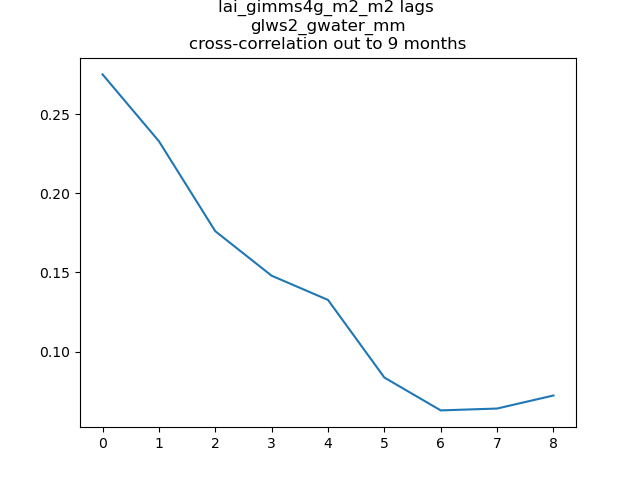 lai_gimms4g_m2_m2 lags
glws2_gwater_mm
cross-correlation out to 9 months
0.25
0.20
0.15
0.10
0 1 2 3 4 5 6 7 8